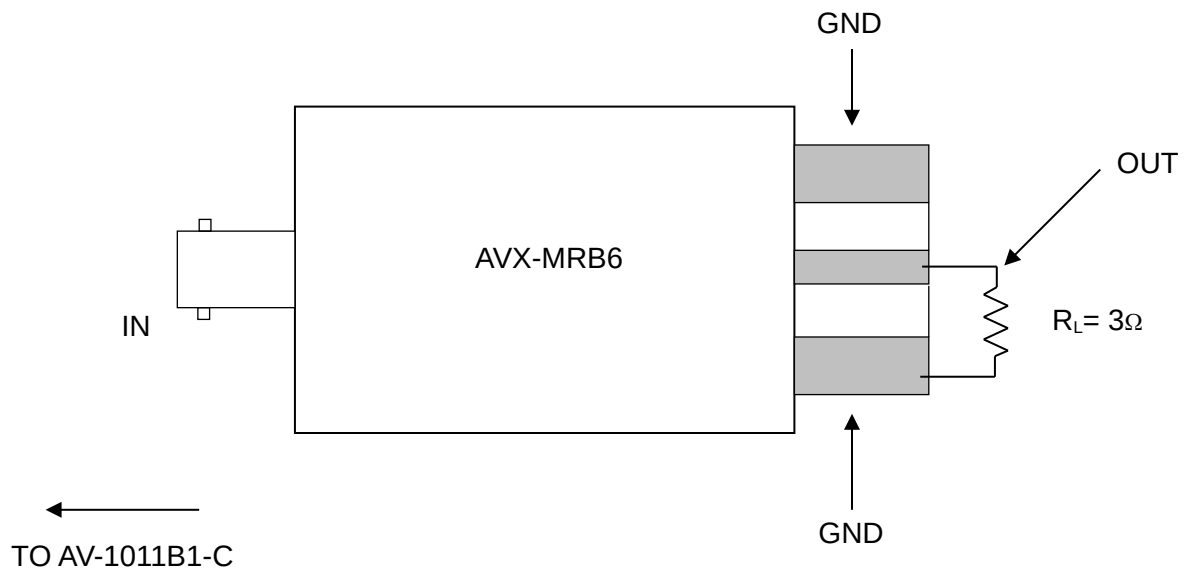 GND
OUT
AVX-MRB6
IN
RL= 3Ω
GND
TO AV-1011B1-C